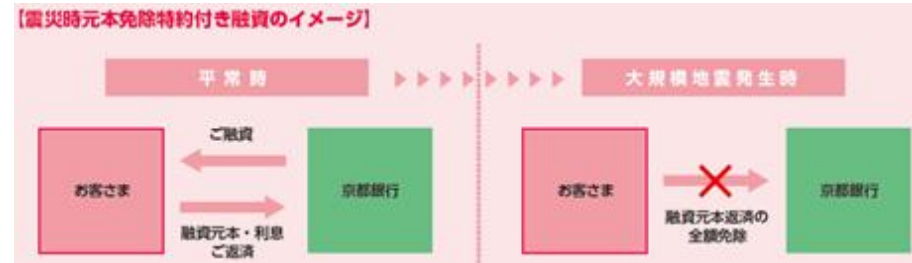 【震災時元本免除特約付き融資のイメージ】
平常時
大規模地震発生時
ご融資
お客さま
京都銀行
融資元本・利息
ご返済
お客さま
京都銀行
融資元本返済の
全額免除